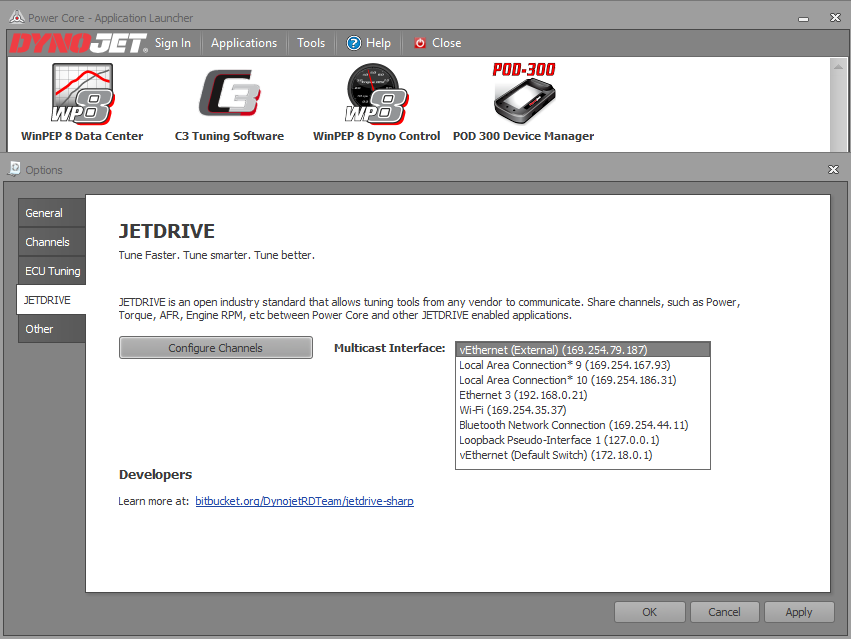 Power Core - Application Launcher
DYNOJET. Sign In Applications Tools ? Help Close
WP8 C3 WP8 POD-300
WinPEP 8 Data Center C3 Tuning Software WinPEP 8 Dyno Control POD 300 Device Manager
Options
General
Channels
ECU Tuning
JETDRIVE
Other
JETDRIVE
Tune Faster. Tune smarter. Tune better.
JETDRIVE is an open industry standard that allows tuning tools from any vendor to communicate. Share channels, such as Power,
Torque, AFR, Engine RPM, etc between Power Core and other JETDRIVE enabled applications.
Configure Channels Multicast Interface: vEthernet (External) (169.254.79.187)
Local Area Connection* 9 (169.254.167.93)
Local Area Connection* 10 (169.254.186.31)
Ethernet 3 (192.168.0.21)
Wi-Fi (169.254.35.37)
Bluetooth Network Connection (169.254.44.11)
Loopback Pseudo-Interface 1 (127.0.0.1)
vEthernet (Default Switch) (172.18.0.1)
Developers
Learn more at: bitbucket.org/DynojetRDTeam/jetdrive-sharp
OK Cancel Apply